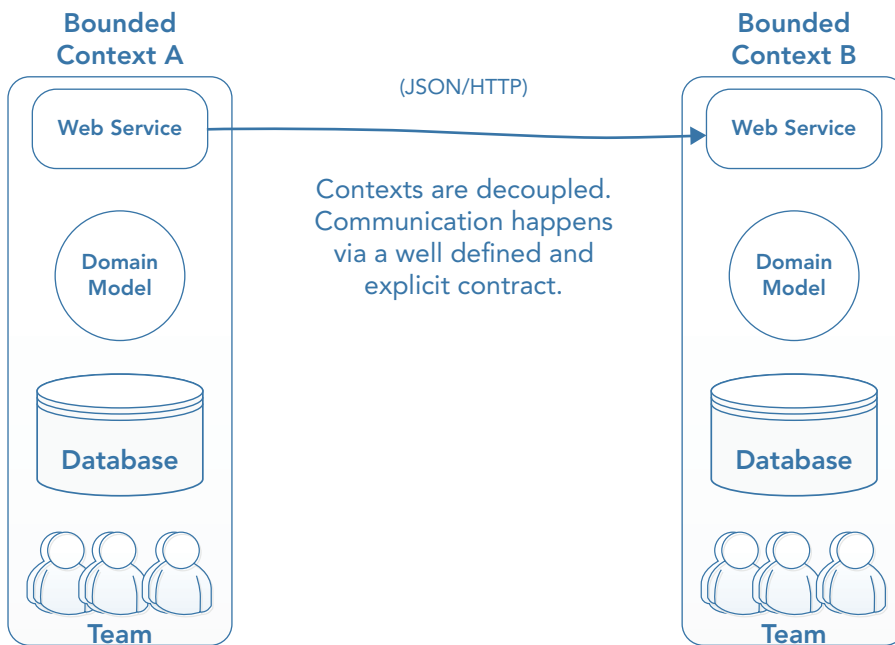 Bounded
Context A
Web Service
Domain
Model
Database
Team
(JSON/HTTP)
Contexts are decoupled.
Communication happens
via a well defined and
explicit contract.
Bounded
Context B
Web Service
Domain
Model
Database
Team